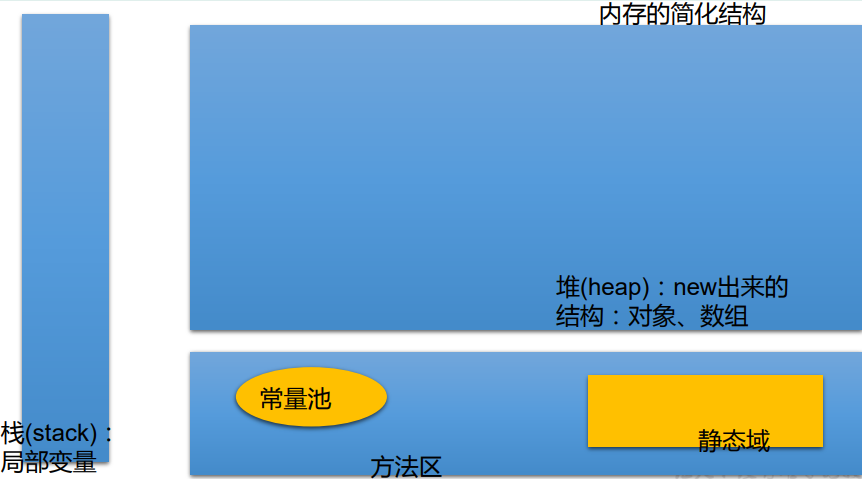 内存的简化结构
堆(heap)：new出来的
结构：对象、数组
常量池
静态域
栈(stack)：
局部变量
方法区